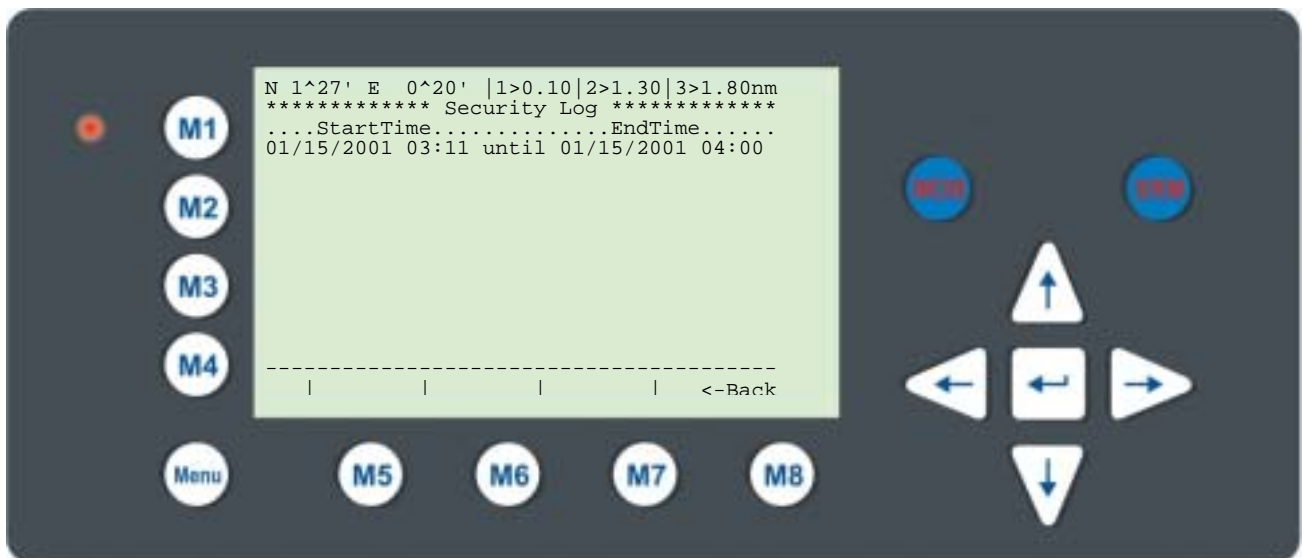 N 1^27' E  0^20' |1>0.10|2>1.30|3>1.80nm
************* Security Log *************
....StartTime..............EndTime......
01/15/2001 03:11 until 01/15/2001 04:00
----------------------------------------
|        |        |        |   <-Back
M1
M2
M3
M4
Menu
M5
M6
M7
M8